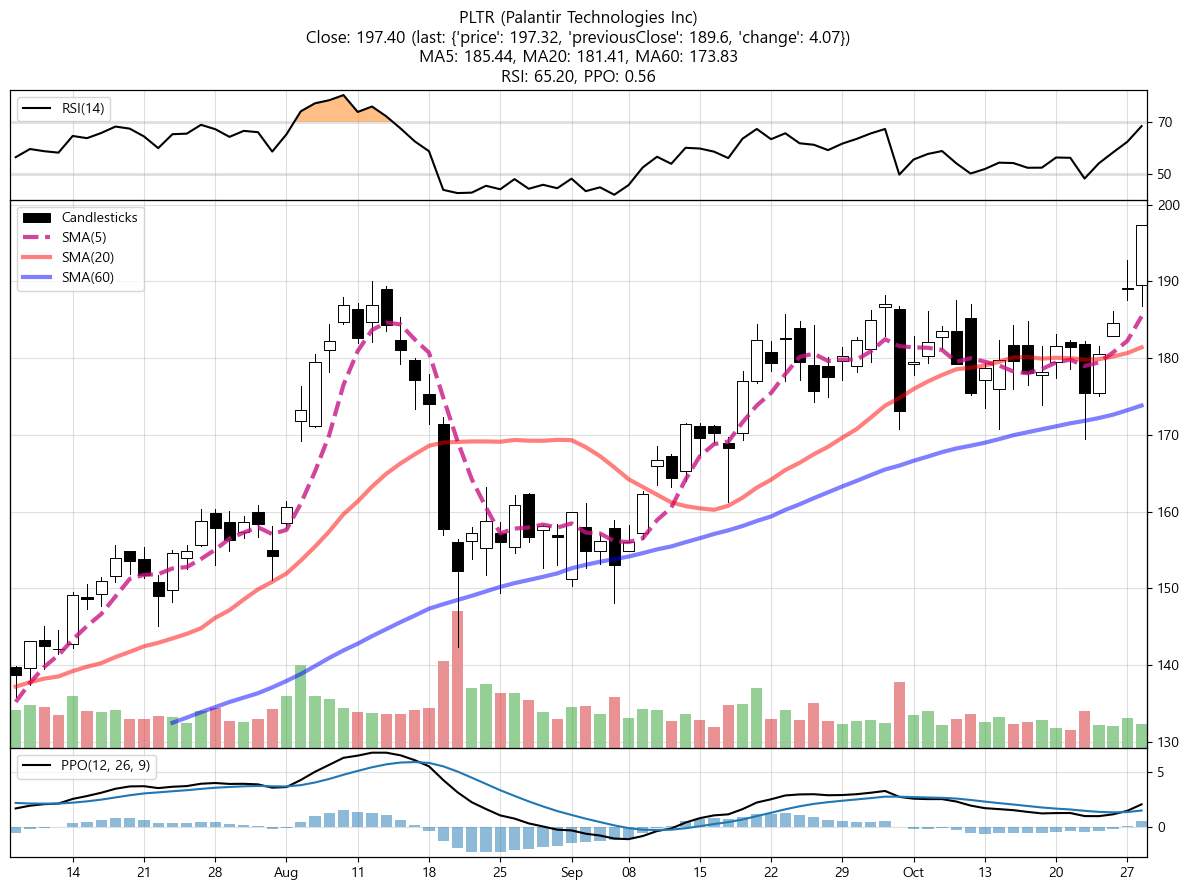 PLTR (Palantir Technologies Inc)
Close: 197.40 (last: {'price': 197.32, 'previousClose': 189.6, 'change': 4.07})
MA5: 185.44, MA20: 181.41, MA60: 173.83
RSI: 65.20, PPO: 0.56
RSI(14)
70
50
Candlesticks
SMA(5)
SMA(20)
SMA(60)
200
190
180
170
160
150
140
130
PPO(12, 26, 9)
5
0
14 21 28 Aug 11 18 25 Sep 08 15 22 29 Oct 13 20 27